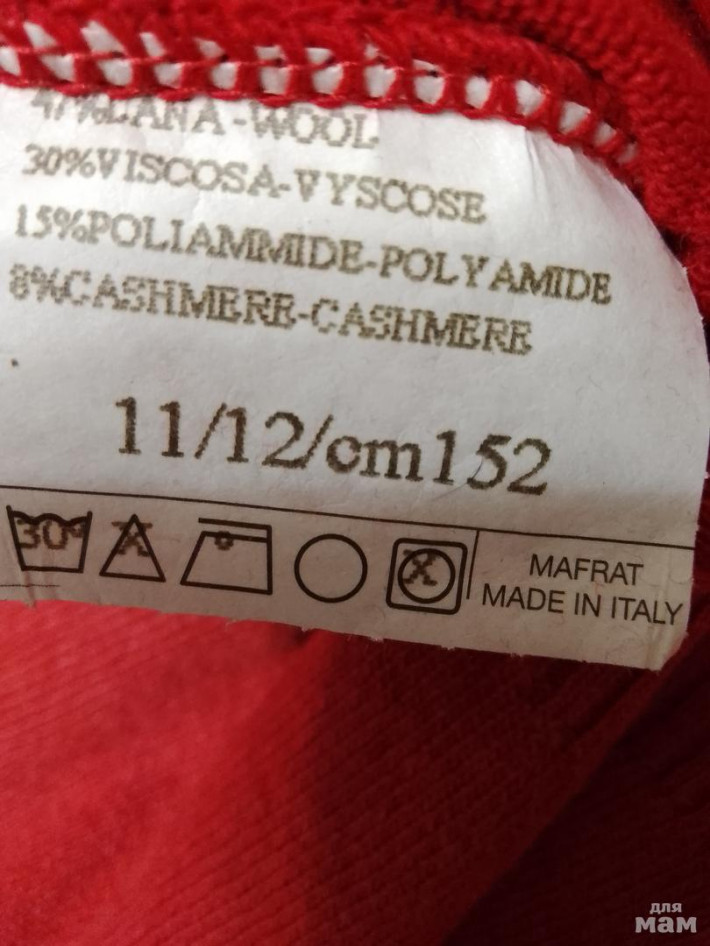 47%LANA-WOOL
30%VISCOSA-VYSCOSE
15%POLIAMMIDE-POLYAMIDE
8%CASHMERE-CASHMERE
11/12/cm152
30°
X
X
MAFRAT
MADE IN ITALY
для
мам